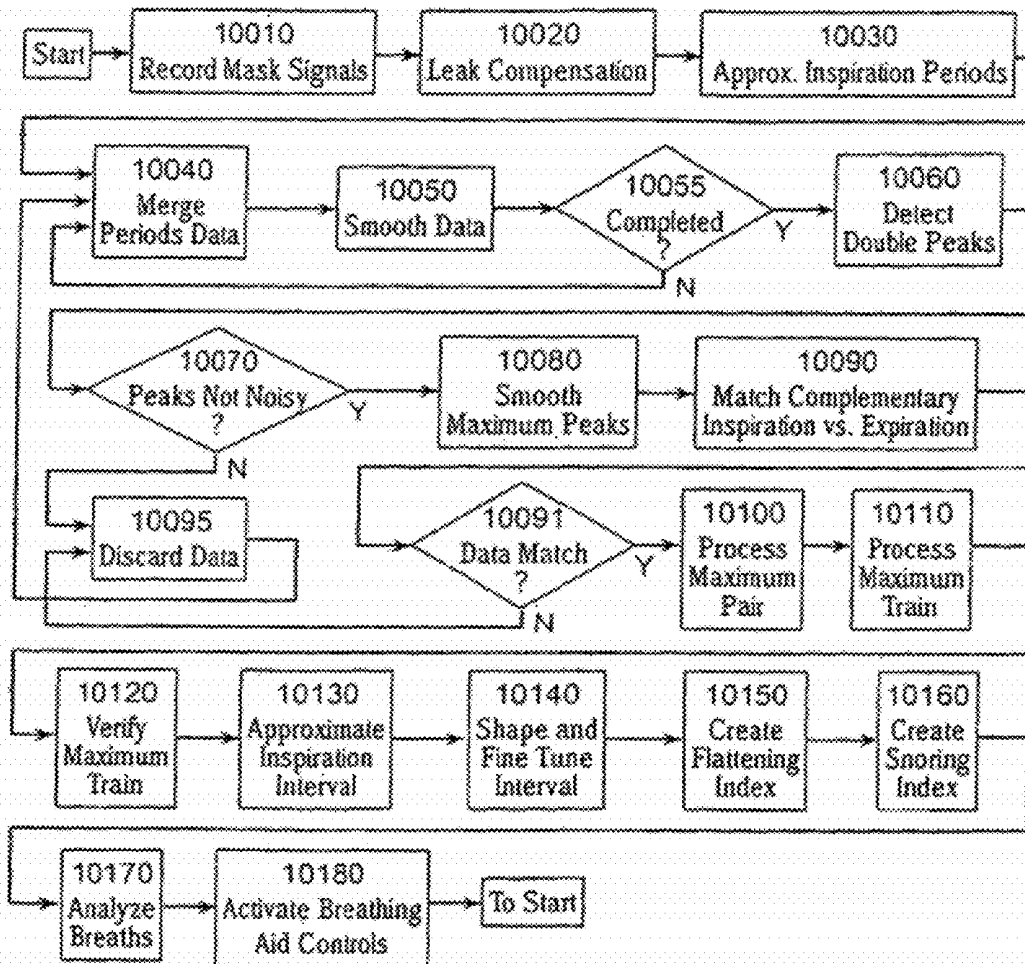 Start
10010
Record Mask Signals
10020
Leak Compensation
10030
Approx. Inspiration Periods
10040
Merge
Periods Data
10050
Smooth Data
10055
Completed
?
Y
N
10060
Detect
Double Peaks
10070
Peaks Not Noisy
?
Y
N
10080
Smooth
Maximum Peaks
10090
Match Complementary
Inspiration vs. Expiration
10095
Discard Data
10091
Data Match
?
Y
N
10100
Process
Maximum
Pair
10110
Process
Maximum
Train
10120
Verify
Maximum
Train
10130
Approximate
Inspiration
Interval
10140
Shape and
Fine Tune
Interval
10150
Create
Flattening
Index
10160
Create
Snoring
Index
10170
Analyze
Breaths
10180
Activate Breathing
Aid Controls
To Start